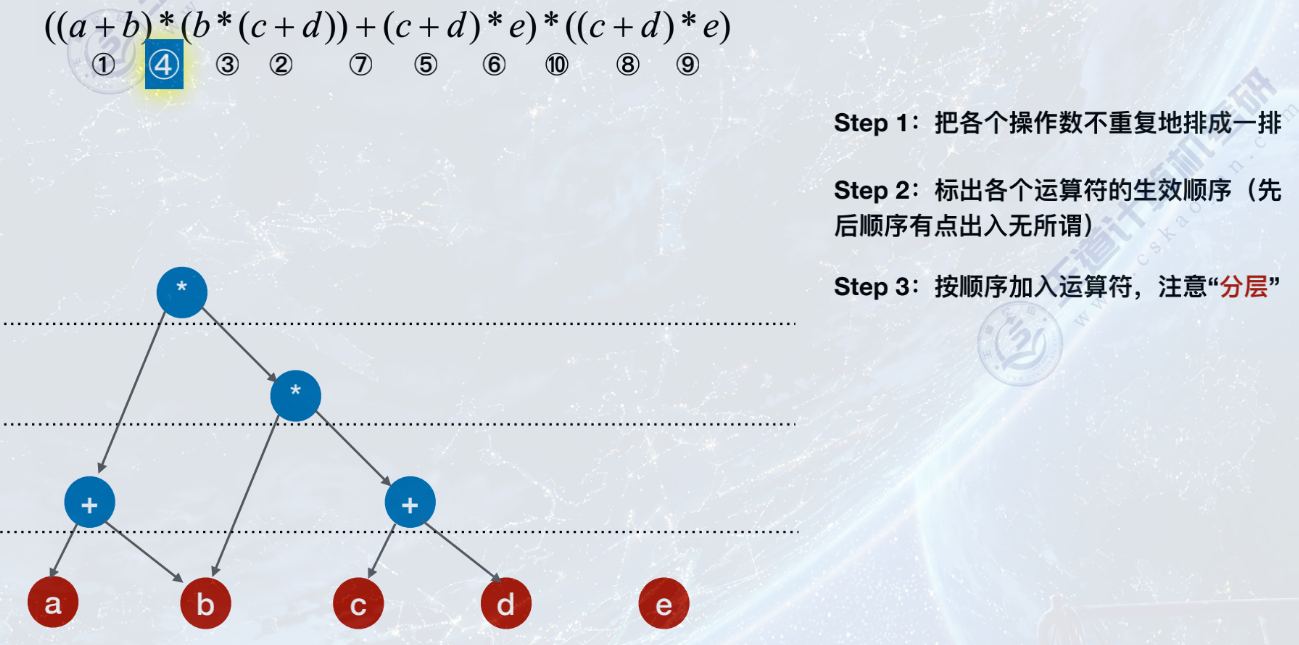 ((a+b)*(b*(c+d))+(c+d)*e)*((c+d)*e)
① ④ ③ ② ⑦ ⑤ ⑥ ⑩ ⑧ ⑨
Step 1：把各个操作数不重复地排成一排
Step 2：标出各个运算符的生效顺序（先
后顺序有点出入无所谓）
Step 3：按顺序加入运算符，注意“分层”
*
*
+ +
a b c d e